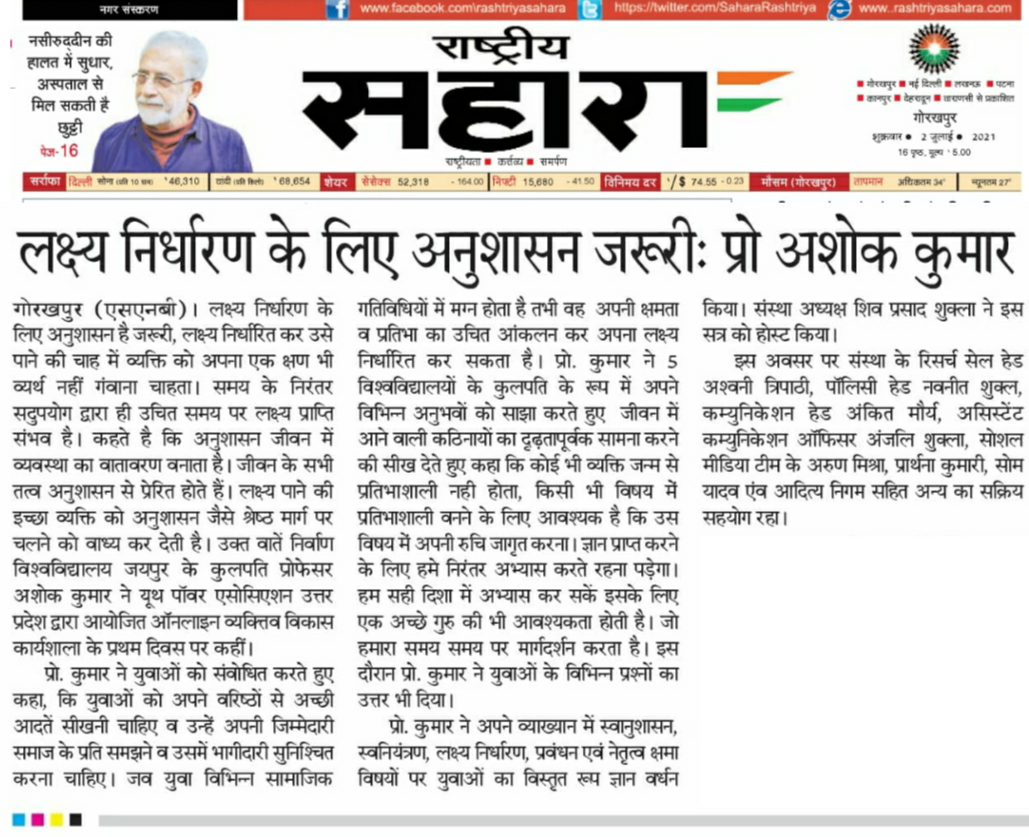 नगर संस्करण
www.facebook.com\rashtriyasahara
https://twitter.com/SaharaRashtriya
www..rashtriyasahara.com
नसीरुद्दीन की
हालत में सुधार,
अस्पताल से
मिल सकती है
छुट्टी
पेज-16
राष्ट्रीय
सहारा
राष्ट्रीयता ■ कर्तव्य ■ समर्पण
■ गोरखपुर ■ नई दिल्ली ■ लखनऊ ■ पटना
■ कानपुर ■ देहरादून ■ वाराणसी से प्रकाशित
गोरखपुर
शुक्रवार ● 2 जुलाई ● 2021
16 पृष्ठ, मूल्य ₹5.00
सर्राफा दिल्ली सोना (प्रति 10 ग्राम) ₹46,310 चांदी (प्रति किलो) ₹68,654 शेयर सेंसेक्स 52,318 - 164.00 निफ्टी 15,680 - 41.50 विनिमय दर ₹/$ 74.55 - 0.23 मौसम (गोरखपुर) तापमान अधिकतम 34° न्यूनतम 27°
लक्ष्य निर्धारण के लिए अनुशासन जरूरीः प्रो अशोक कुमार
गोरखपुर (एसएनबी)। लक्ष्य निर्धारण के
लिए अनुशासन है जरूरी, लक्ष्य निर्धारित कर उसे
पाने की चाह में व्यक्ति को अपना एक क्षण भी
व्यर्थ नहीं गंवाना चाहता। समय के निरंतर
सदुपयोग द्वारा ही उचित समय पर लक्ष्य प्राप्ति
संभव है। कहते है कि अनुशासन जीवन में
व्यवस्था का वातावरण वनाता है। जीवन के सभी
तत्व अनुशासन से प्रेरित होते हैं। लक्ष्य पाने की
इच्छा व्यक्ति को अनुशासन जैसे श्रेष्ठ मार्ग पर
चलने को वाध्य कर देती है। उक्त वातें निर्वाण
विश्वविद्यालय जयपुर के कुलपति प्रोफेसर
अशोक कुमार ने यूथ पॉवर एसोसिएशन उत्तर
प्रदेश द्वारा आयोजित ऑनलाइन व्यक्तिव विकास
कार्यशाला के प्रथम दिवस पर कहीं।
प्रो. कुमार ने युवाओं को संवोधित करते हुए
कहा, कि युवाओं को अपने वरिष्ठों से अच्छी
आदतें सीखनी चाहिए व उन्हें अपनी जिम्मेदारी
समाज के प्रति समझने व उसमें भागीदारी सुनिश्चित
करना चाहिए। जव युवा विभिन्न सामाजिक
गतिविधियों में मग्न होता है तभी वह अपनी क्षमता
व प्रतिभा का उचित आंकलन कर अपना लक्ष्य
निर्धारित कर सकता है। प्रो. कुमार ने 5
विश्वविद्यालयों के कुलपति के रूप में अपने
विभिन्न अनुभवों को साझा करते हुए जीवन में
आने वाली कठिनायों का दृढ़तापूर्वक सामना करने
की सीख देते हुए कहा कि कोई भी व्यक्ति जन्म से
प्रतिभाशाली नही होता, किसी भी विषय में
प्रतिभाशाली वनने के लिए आवश्यक है कि उस
विषय में अपनी रुचि जागृत करना। ज्ञान प्राप्त करने
के लिए हमे निरंतर अभ्यास करते रहना पड़ेगा।
हम सही दिशा में अभ्यास कर सकें इसके लिए
एक अच्छे गुरु की भी आवश्यकता होती है। जो
हमारा समय समय पर मार्गदर्शन करता है। इस
दौरान प्रो. कुमार ने युवाओं के विभिन्न प्रश्नों का
उत्तर भी दिया।
प्रो. कुमार ने अपने व्याख्यान में स्वानुशासन,
स्वनियंत्रण, लक्ष्य निर्धारण, प्रवंधन एवं नेतृत्व क्षमा
विषयों पर युवाओं का विस्तृत रूप ज्ञान वर्धन
किया। संस्था अध्यक्ष शिव प्रसाद शुक्ला ने इस
सत्र को होस्ट किया।
इस अवसर पर संस्था के रिसर्च सेल हेड
अश्वनी त्रिपाठी, पॉलिसी हेड नवनीत शुक्ल,
कम्युनिकेशन हेड अंकित मौर्य, असिस्टेंट
कम्युनिकेशन ऑफिसर अंजलि शुक्ला, सोशल
मीडिया टीम के अरुण मिश्रा, प्रार्थना कुमारी, सोम
यादव एंव आदित्य निगम सहित अन्य का सक्रिय
सहयोग रहा।